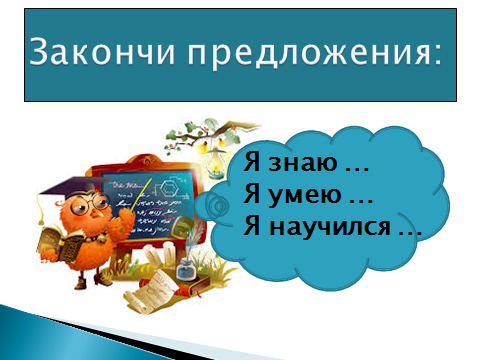 Закончи предложения:
Я знаю ...
Я умею ...
Я научился ...